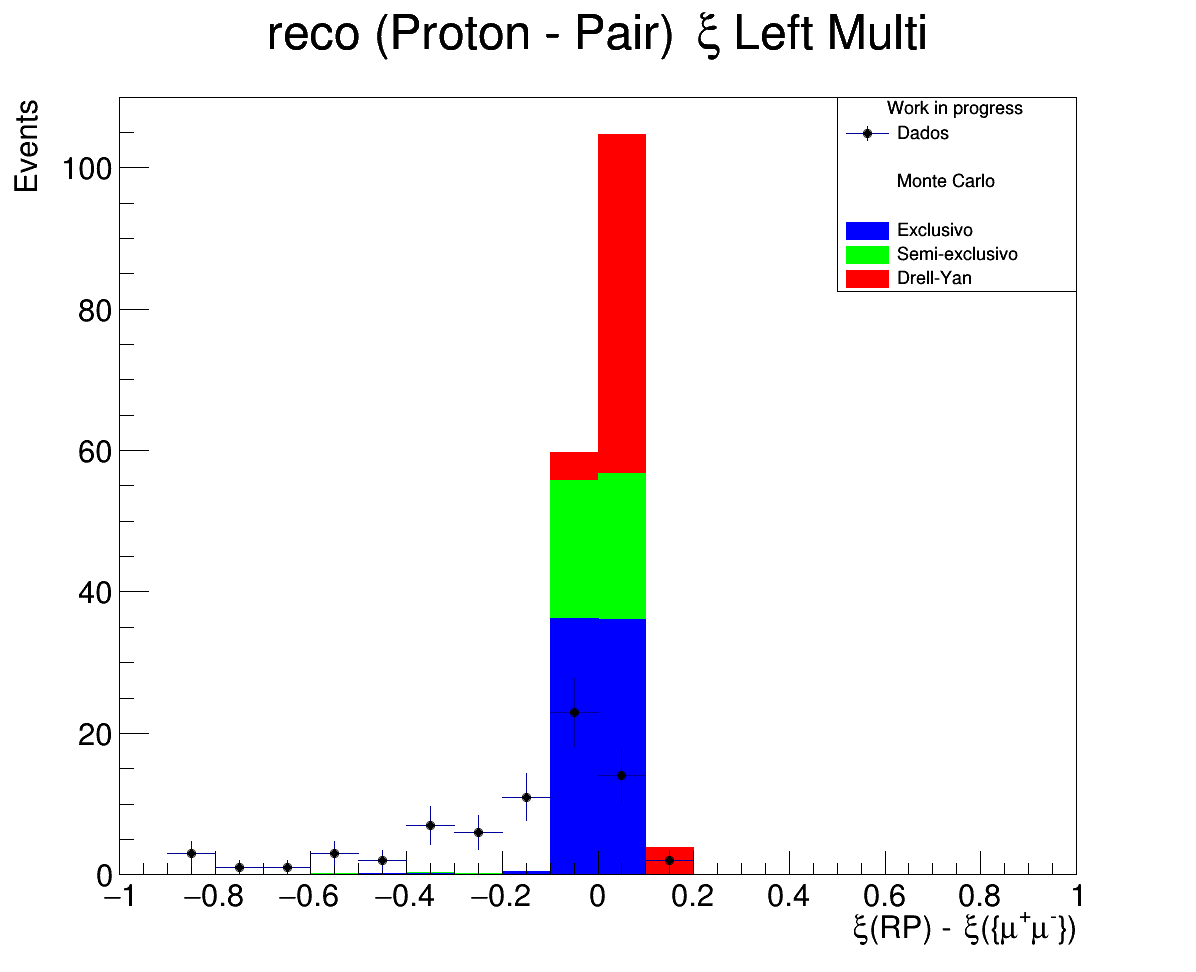 reco (Proton - Pair) ξ Left Multi
Events
Work in progress
Dados
Monte Carlo
Exclusivo
Semi-exclusivo
Drell-Yan
100
80
60
40
20
0
−1 −0.8 −0.6 −0.4 −0.2 0 0.2 0.4 0.6 0.8 1
ξ(RP) - ξ({μ⁺μ⁻})